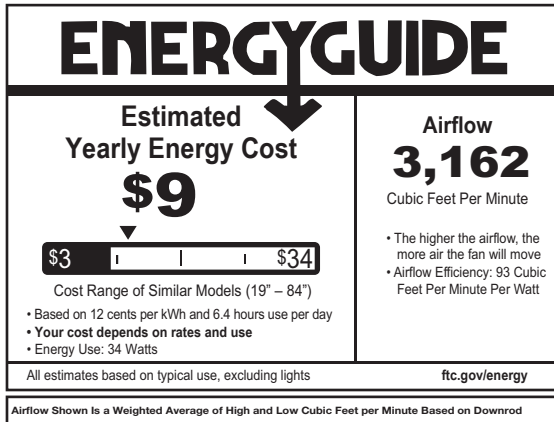 ENERGYGUIDE
Estimated
Yearly Energy Cost
$9
$3
$34
Cost Range of Similar Models (19” – 84”)
• Based on 12 cents per kWh and 6.4 hours use per day
• Your cost depends on rates and use
• Energy Use: 34 Watts
Airflow
3,162
Cubic Feet Per Minute
• The higher the airflow, the
more air the fan will move
• Airflow Efficiency: 93 Cubic
Feet Per Minute Per Watt
All estimates based on typical use, excluding lights
ftc.gov/energy
Airflow Shown Is a Weighted Average of High and Low Cubic Feet per Minute Based on Downrod